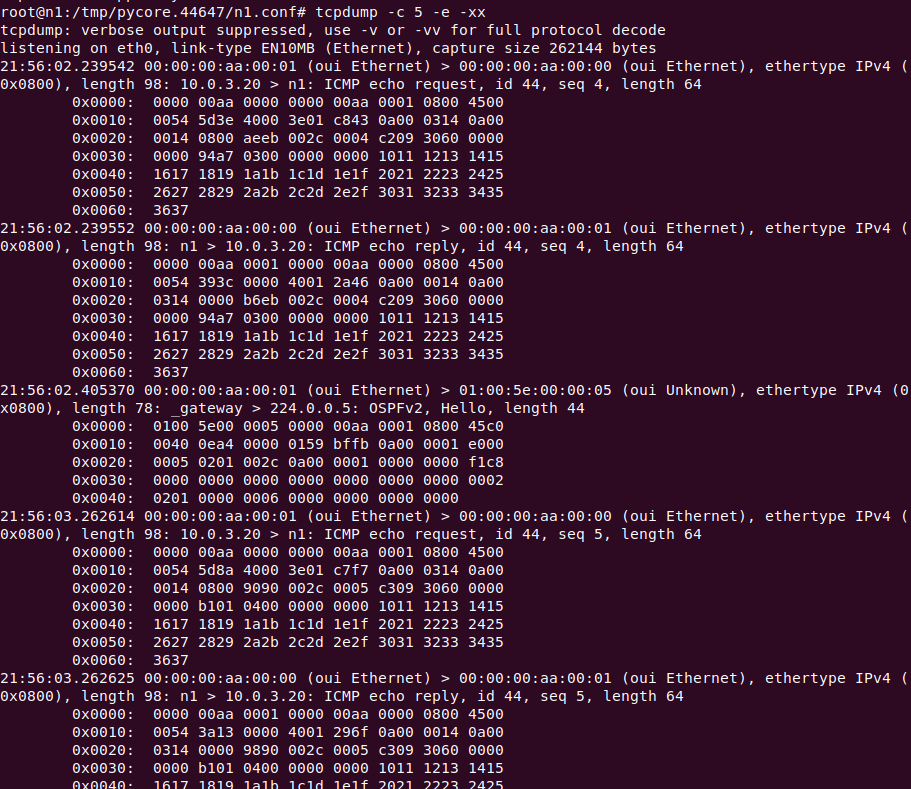 root@n1:/tmp/pycore.44647/n1.conf# tcpdump -c 5 -e -xx
tcpdump: verbose output suppressed, use -v or -vv for full protocol decode
listening on eth0, link-type EN10MB (Ethernet), capture size 262144 bytes
21:56:02.239542 00:00:00:aa:00:01 (oui Ethernet) > 00:00:00:aa:00:00 (oui Ethernet), ethertype IPv4 (
0x0800), length 98: 10.0.3.20 > n1: ICMP echo request, id 44, seq 4, length 64
0x0000:  0000 00aa 0000 0000 00aa 0001 0800 4500
0x0010:  0054 5d3e 4000 3e01 c843 0a00 0314 0a00
0x0020:  0014 0800 aeeb 002c 0004 c209 3060 0000
0x0030:  0000 94a7 0300 0000 0000 1011 1213 1415
0x0040:  1617 1819 1a1b 1c1d 1e1f 2021 2223 2425
0x0050:  2627 2829 2a2b 2c2d 2e2f 3031 3233 3435
0x0060:  3637
21:56:02.239552 00:00:00:aa:00:00 (oui Ethernet) > 00:00:00:aa:00:01 (oui Ethernet), ethertype IPv4 (
0x0800), length 98: n1 > 10.0.3.20: ICMP echo reply, id 44, seq 4, length 64
0x0000:  0000 00aa 0001 0000 00aa 0000 0800 4500
0x0010:  0054 393c 0000 4001 2a46 0a00 0014 0a00
0x0020:  0314 0000 b6eb 002c 0004 c209 3060 0000
0x0030:  0000 94a7 0300 0000 0000 1011 1213 1415
0x0040:  1617 1819 1a1b 1c1d 1e1f 2021 2223 2425
0x0050:  2627 2829 2a2b 2c2d 2e2f 3031 3233 3435
0x0060:  3637
21:56:02.405370 00:00:00:aa:00:01 (oui Ethernet) > 01:00:5e:00:00:05 (oui Unknown), ethertype IPv4 (0
x0800), length 78: _gateway > 224.0.0.5: OSPFv2, Hello, length 44
0x0000:  0100 5e00 0005 0000 00aa 0001 0800 45c0
0x0010:  0040 0ea4 0000 0159 bffb 0a00 0001 e000
0x0020:  0005 0201 002c 0a00 0001 0000 0000 f1c8
0x0030:  0000 0000 0000 0000 0000 0000 0000 0002
0x0040:  0201 0000 0006 0000 0000 0000 0000
21:56:03.262614 00:00:00:aa:00:01 (oui Ethernet) > 00:00:00:aa:00:00 (oui Ethernet), ethertype IPv4 (
0x0800), length 98: 10.0.3.20 > n1: ICMP echo request, id 44, seq 5, length 64
0x0000:  0000 00aa 0000 0000 00aa 0001 0800 4500
0x0010:  0054 5d8a 4000 3e01 c7f7 0a00 0314 0a00
0x0020:  0014 0800 9090 002c 0005 c309 3060 0000
0x0030:  0000 b101 0400 0000 0000 1011 1213 1415
0x0040:  1617 1819 1a1b 1c1d 1e1f 2021 2223 2425
0x0050:  2627 2829 2a2b 2c2d 2e2f 3031 3233 3435
0x0060:  3637
21:56:03.262625 00:00:00:aa:00:00 (oui Ethernet) > 00:00:00:aa:00:01 (oui Ethernet), ethertype IPv4 (
0x0800), length 98: n1 > 10.0.3.20: ICMP echo reply, id 44, seq 5, length 64
0x0000:  0000 00aa 0001 0000 00aa 0000 0800 4500
0x0010:  0054 3a13 0000 4001 296f 0a00 0014 0a00
0x0020:  0314 0000 9890 002c 0005 c309 3060 0000
0x0030:  0000 b101 0400 0000 0000 1011 1213 1415
0x0040:  1617 1819 1a1b 1c1d 1e1f 2021 2223 2425